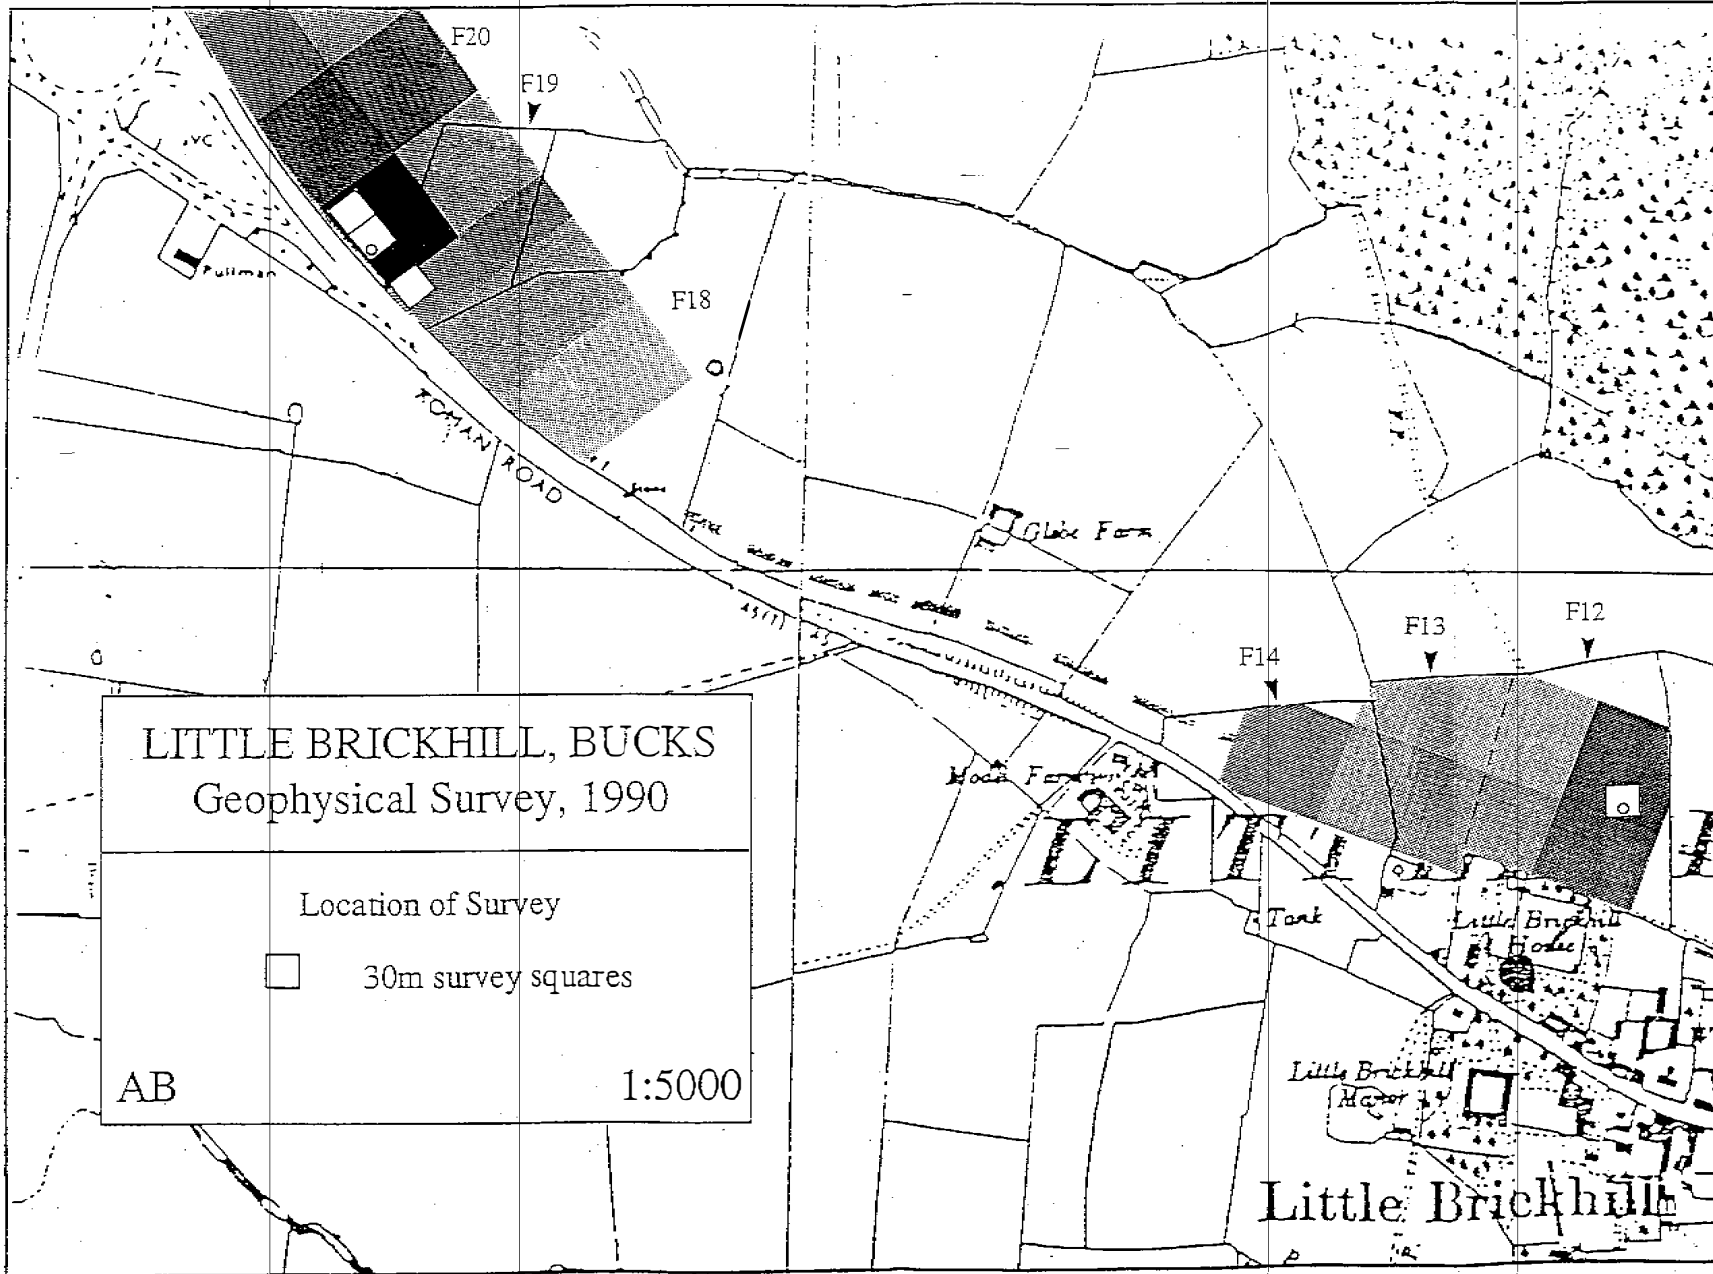 F20
F19
F18
Pullman
ROMAN ROAD
Glebe Farm
A5(T)
F12
F13
F14
LITTLE BRICKHILL, BUCKS
Geophysical Survey, 1990
Location of Survey
30m survey squares
AB
1:5000
Tank
Little Brickhill
House
Little Brickhill
Manor
Little Brickhill